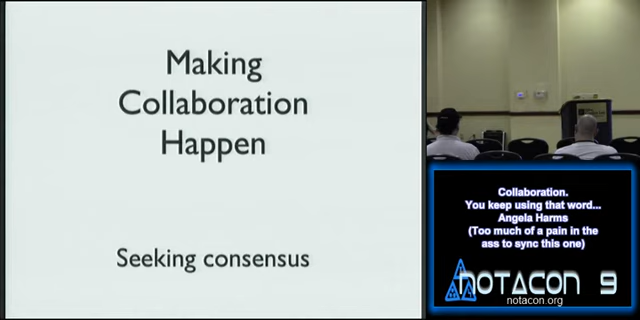 Making
Collaboration
Happen
Seeking consensus
Collaboration.
You keep using that word...
Angela Harms
(Too much of a pain in the
ass to sync this one)
NOTACON 9
notacon.org